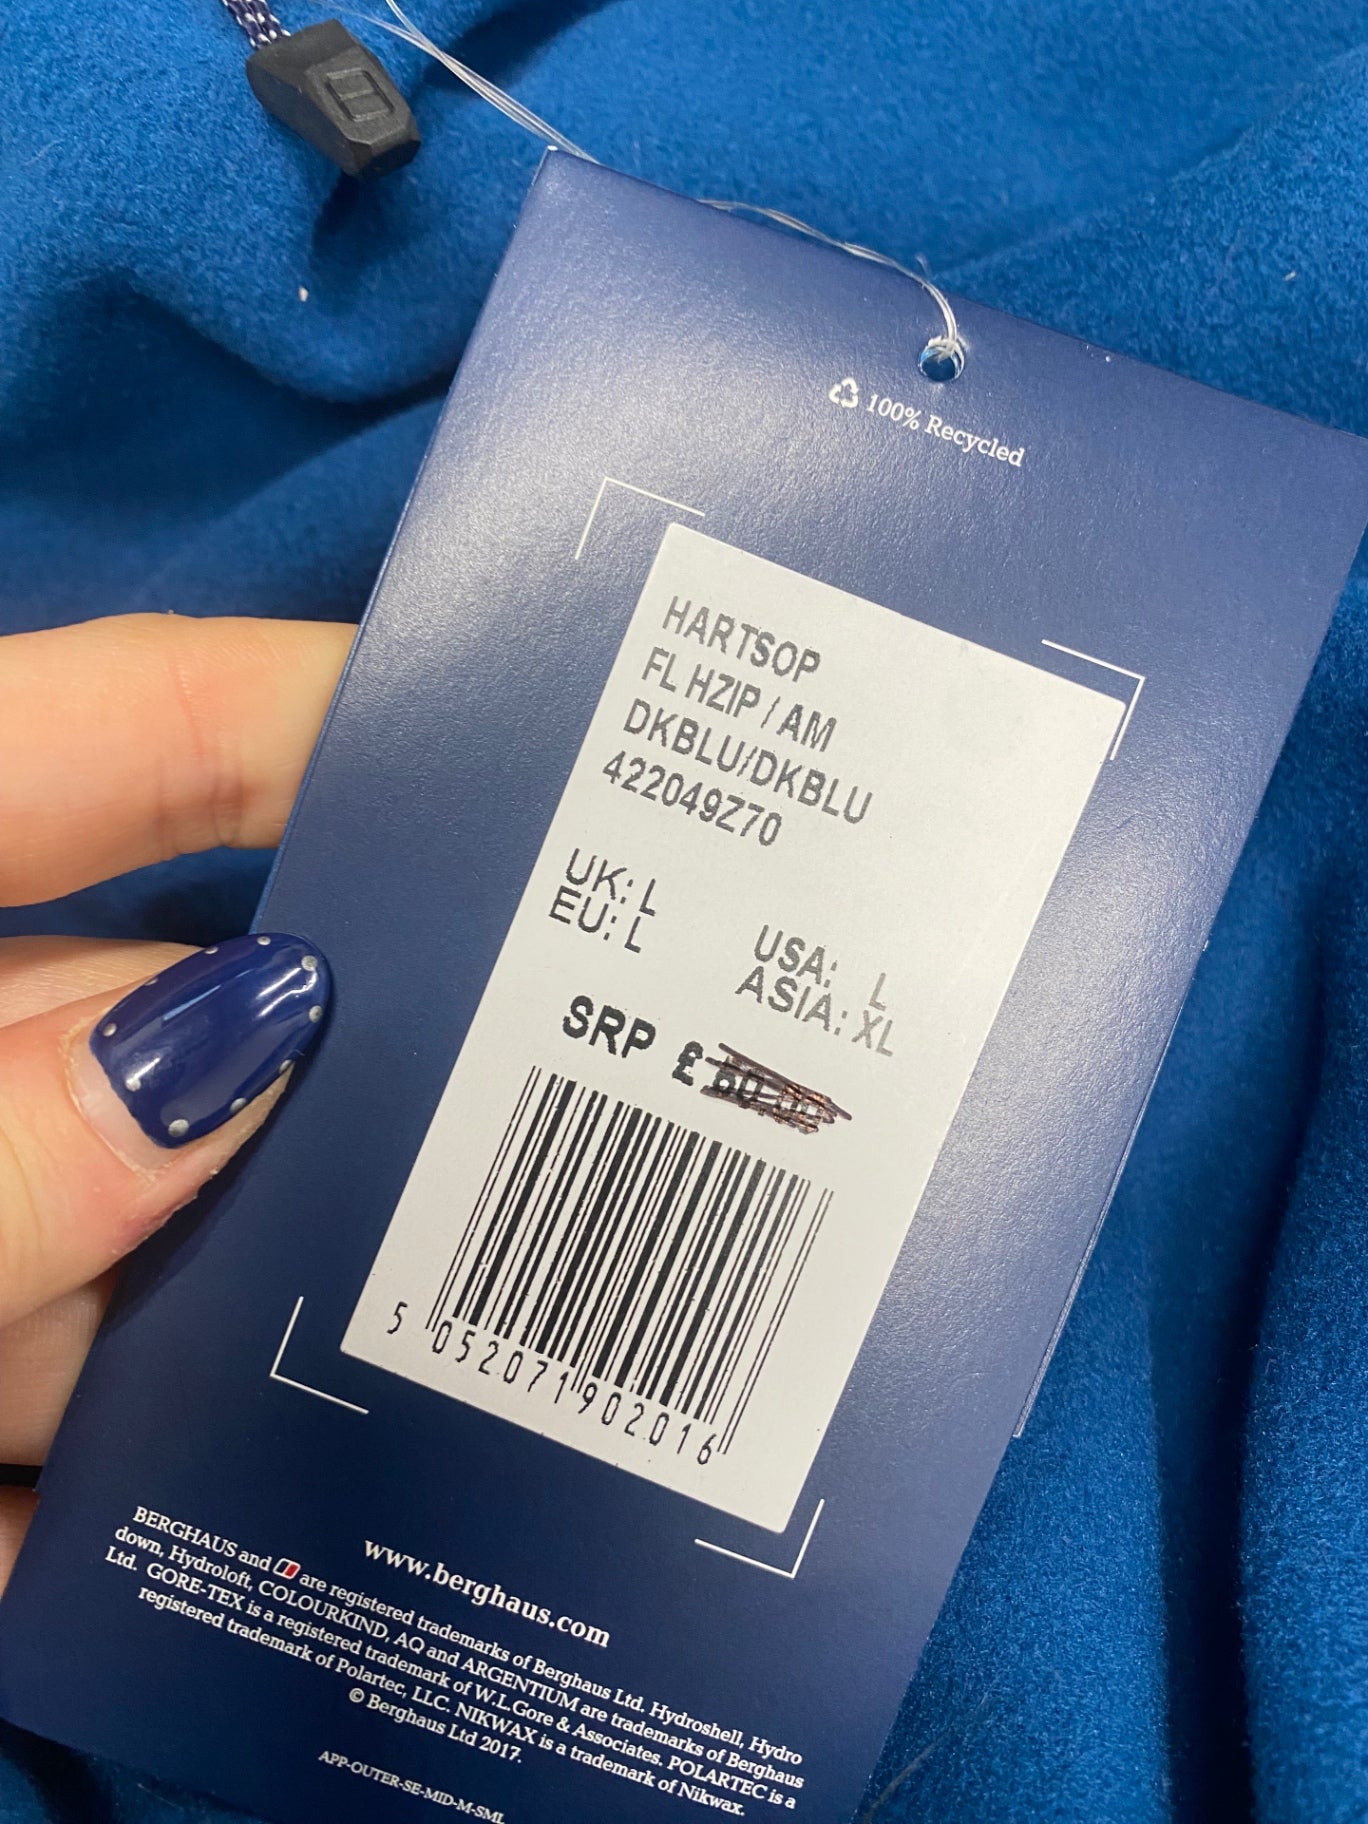 100% Recycled
HARTSOP
FL HZIP / AM
DKBLU/DKBLU
422049Z70
UK: L
EU: L
USA: L
ASIA: XL
SRP £
5 052071 902016
www.berghaus.com
BERGHAUS and are registered trademarks of Berghaus Ltd. Hydroshell, Hydro
down, Hydroloft, COLOURKIND, AQ and ARGENTIUM are trademarks of Berghaus
Ltd. GORE-TEX is a registered trademark of W.L.Gore & Associates. POLARTEC is a
registered trademark of Polartec, LLC. NIKWAX is a trademark of Nikwax.
© Berghaus Ltd 2017.
APP-OUTER-SE-MID-M-SML